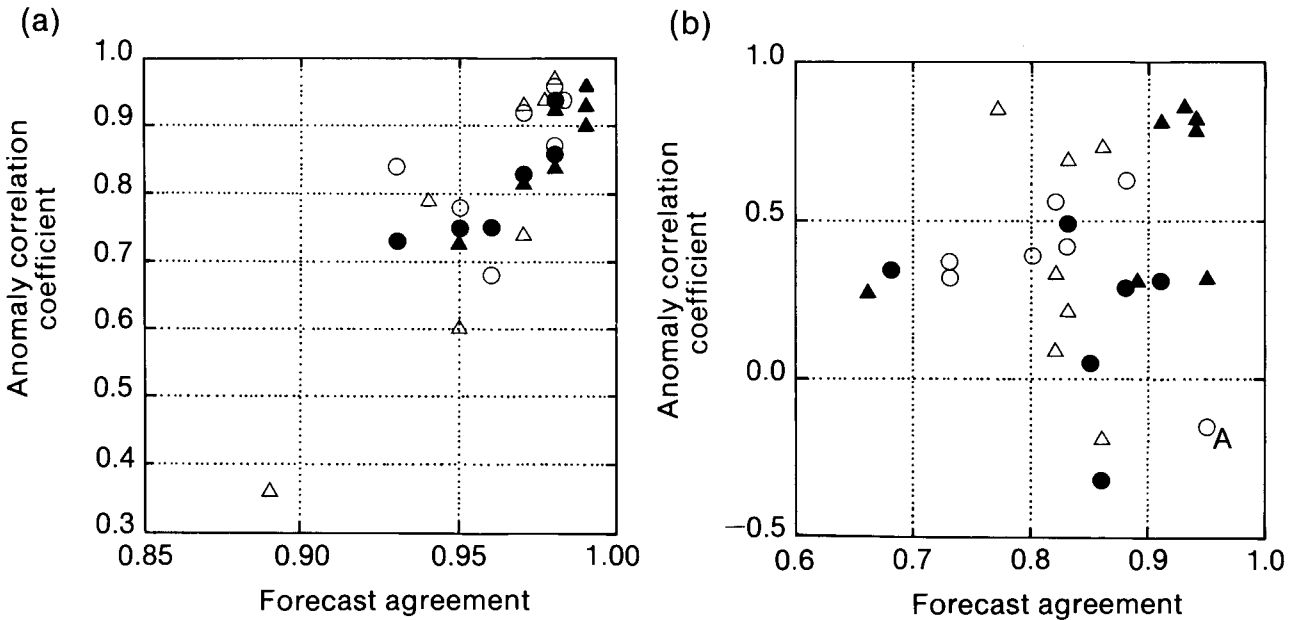 (a)
Anomaly correlation
coefficient
1.0
0.9
0.8
0.7
0.6
0.5
0.4
0.3
0.85
0.90
0.95
1.00
Forecast agreement
(b)
Anomaly correlation
coefficient
1.0
0.5
0.0
−0.5
A
0.6
0.7
0.8
0.9
1.0
Forecast agreement